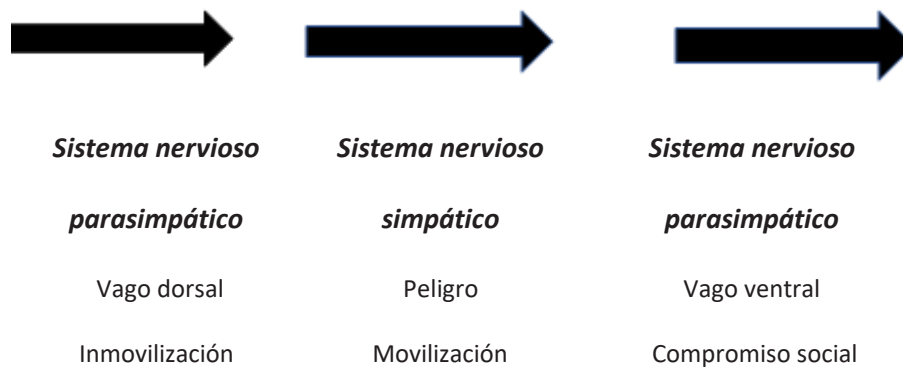 Sistema nervioso Sistema nervioso Sistema nervioso
parasimpático simpático parasimpático
Vago dorsal Peligro Vago ventral
Inmovilización Movilización Compromiso social